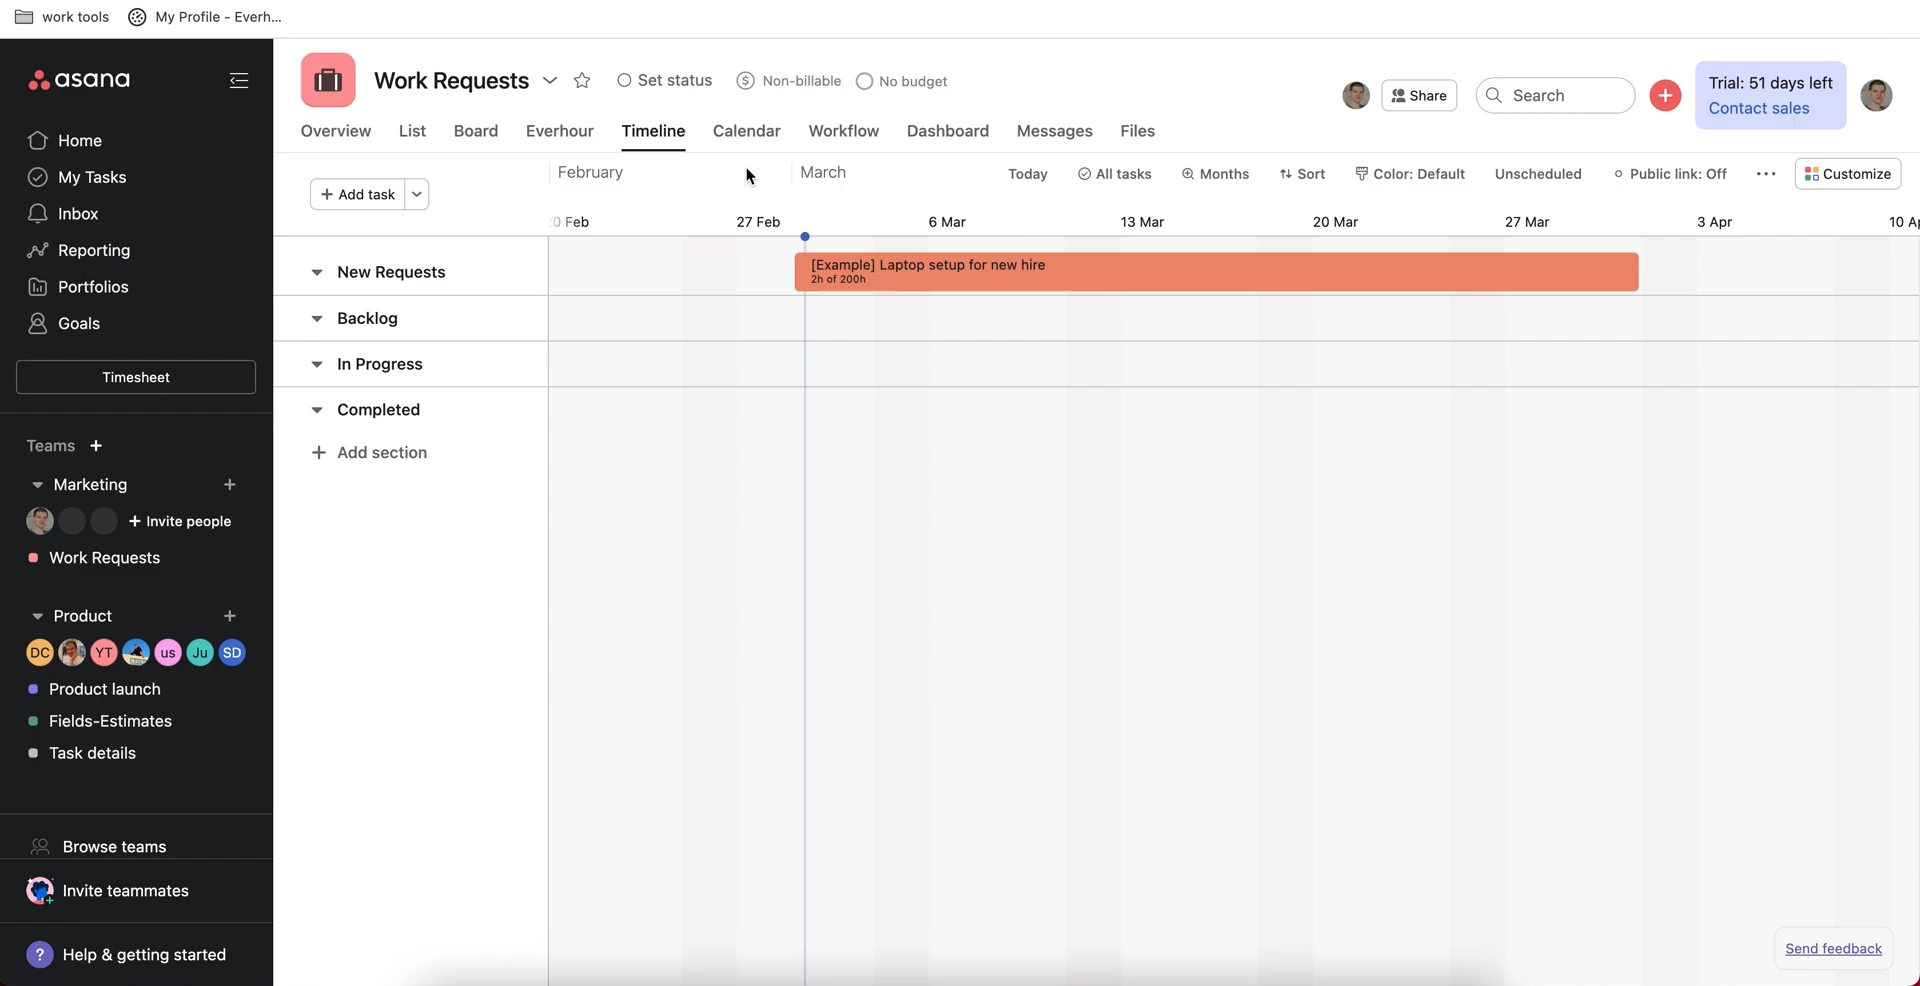 work tools My Profile - Everh...
asana
Home
My Tasks
Inbox
Reporting
Portfolios
Goals
Timesheet
Teams +
Marketing +
+ Invite people
Work Requests
Product +
DC YT us Ju SD
Product launch
Fields-Estimates
Task details
Browse teams
Invite teammates
? Help & getting started
Work Requests Set status $ Non-billable No budget
Share Search + Trial: 51 days left
Contact sales
Overview List Board Everhour Timeline Calendar Workflow Dashboard Messages Files
+ Add task February March Today All tasks Months Sort Color: Default Unscheduled Public link: Off ... Customize
0 Feb 27 Feb 6 Mar 13 Mar 20 Mar 27 Mar 3 Apr 10 Ap
New Requests
[Example] Laptop setup for new hire
2h of 200h
Backlog
In Progress
Completed
+ Add section
Send feedback